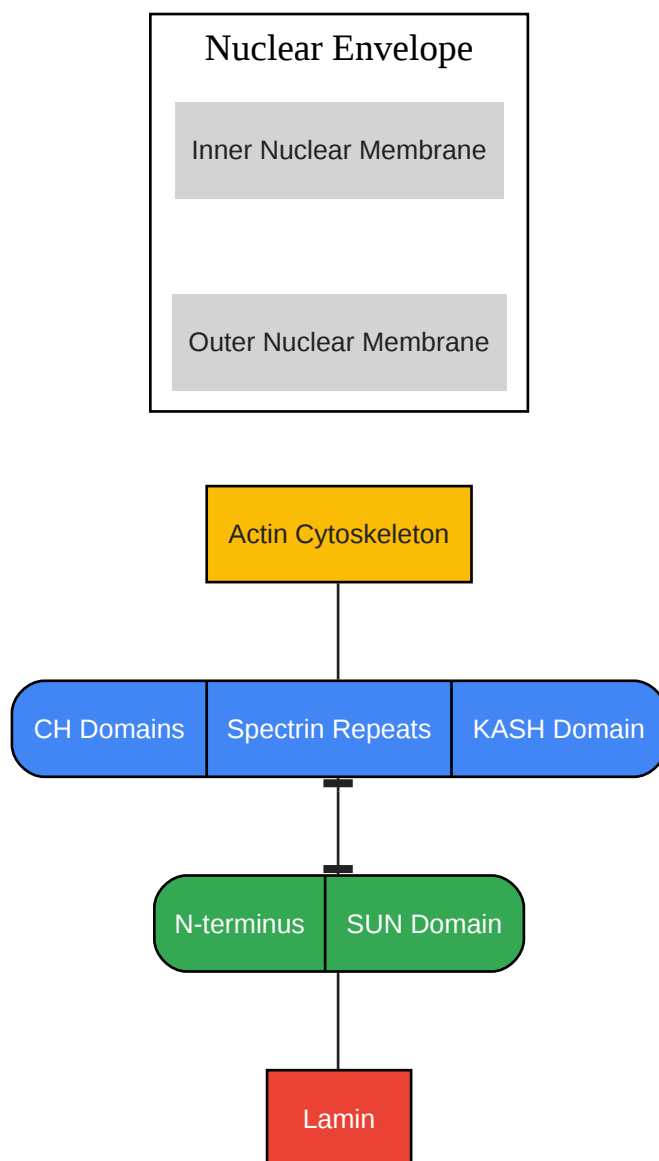 Nuclear Envelope
Inner Nuclear Membrane
Outer Nuclear Membrane
Actin Cytoskeleton
CH Domains Spectrin Repeats KASH Domain
N-terminus SUN Domain
Lamin